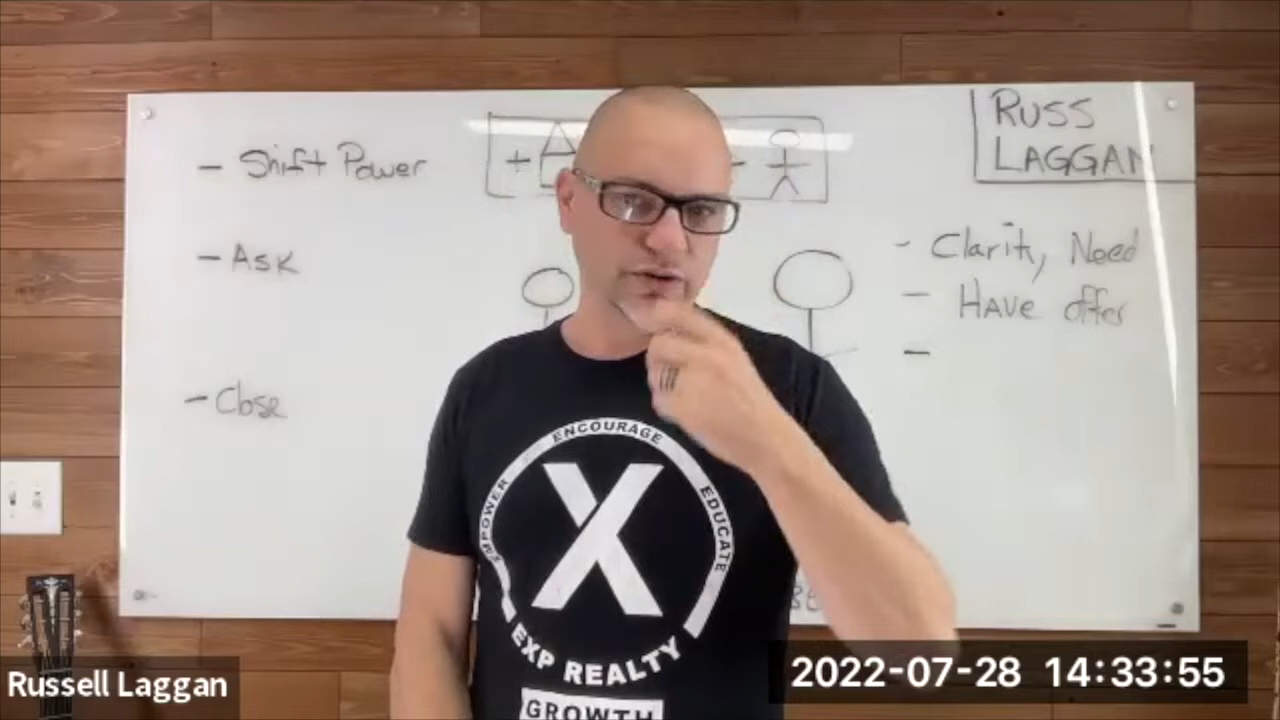 RUSS
LAGGAN
- Shift Power
- Ask
- Close
- Clarity, Need
- Have offer
-
ENCOURAGE
EMPOWER
EDUCATE
X
EXP REALTY
GROWTH
Russell Laggan
2022-07-28 14:33:55